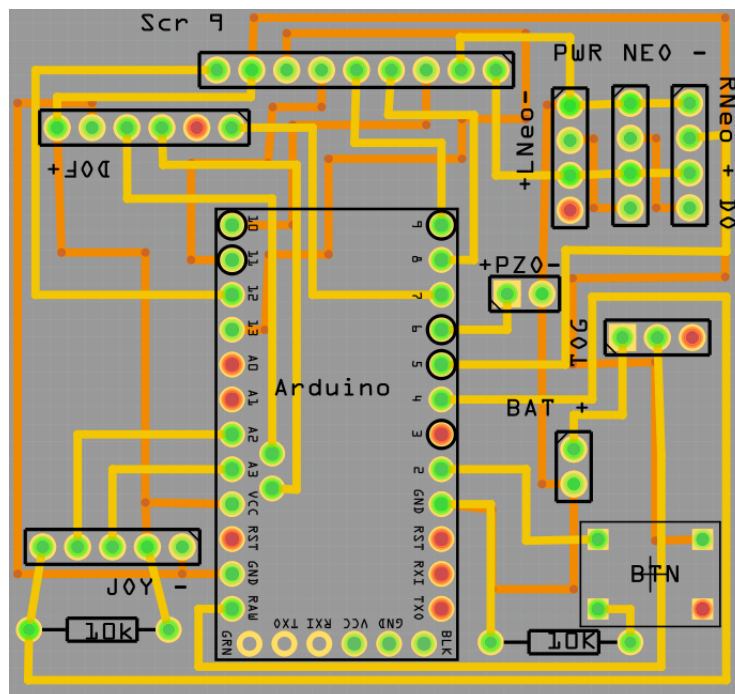 Scr 9
PWR NEO -
+LNeo-
RNeo + DO
DOF+
+PZO-
TOG
BAT +
Arduino
10
11
12
13
A0
A1
A2
A3
VCC
RST
GND
RAW
9
8
7
6
5
4
3
2
GND
RST
RXI
TXO
GRN
TXO
RXI
VCC
GND
BLK
JOY -
BTN
10k
10K